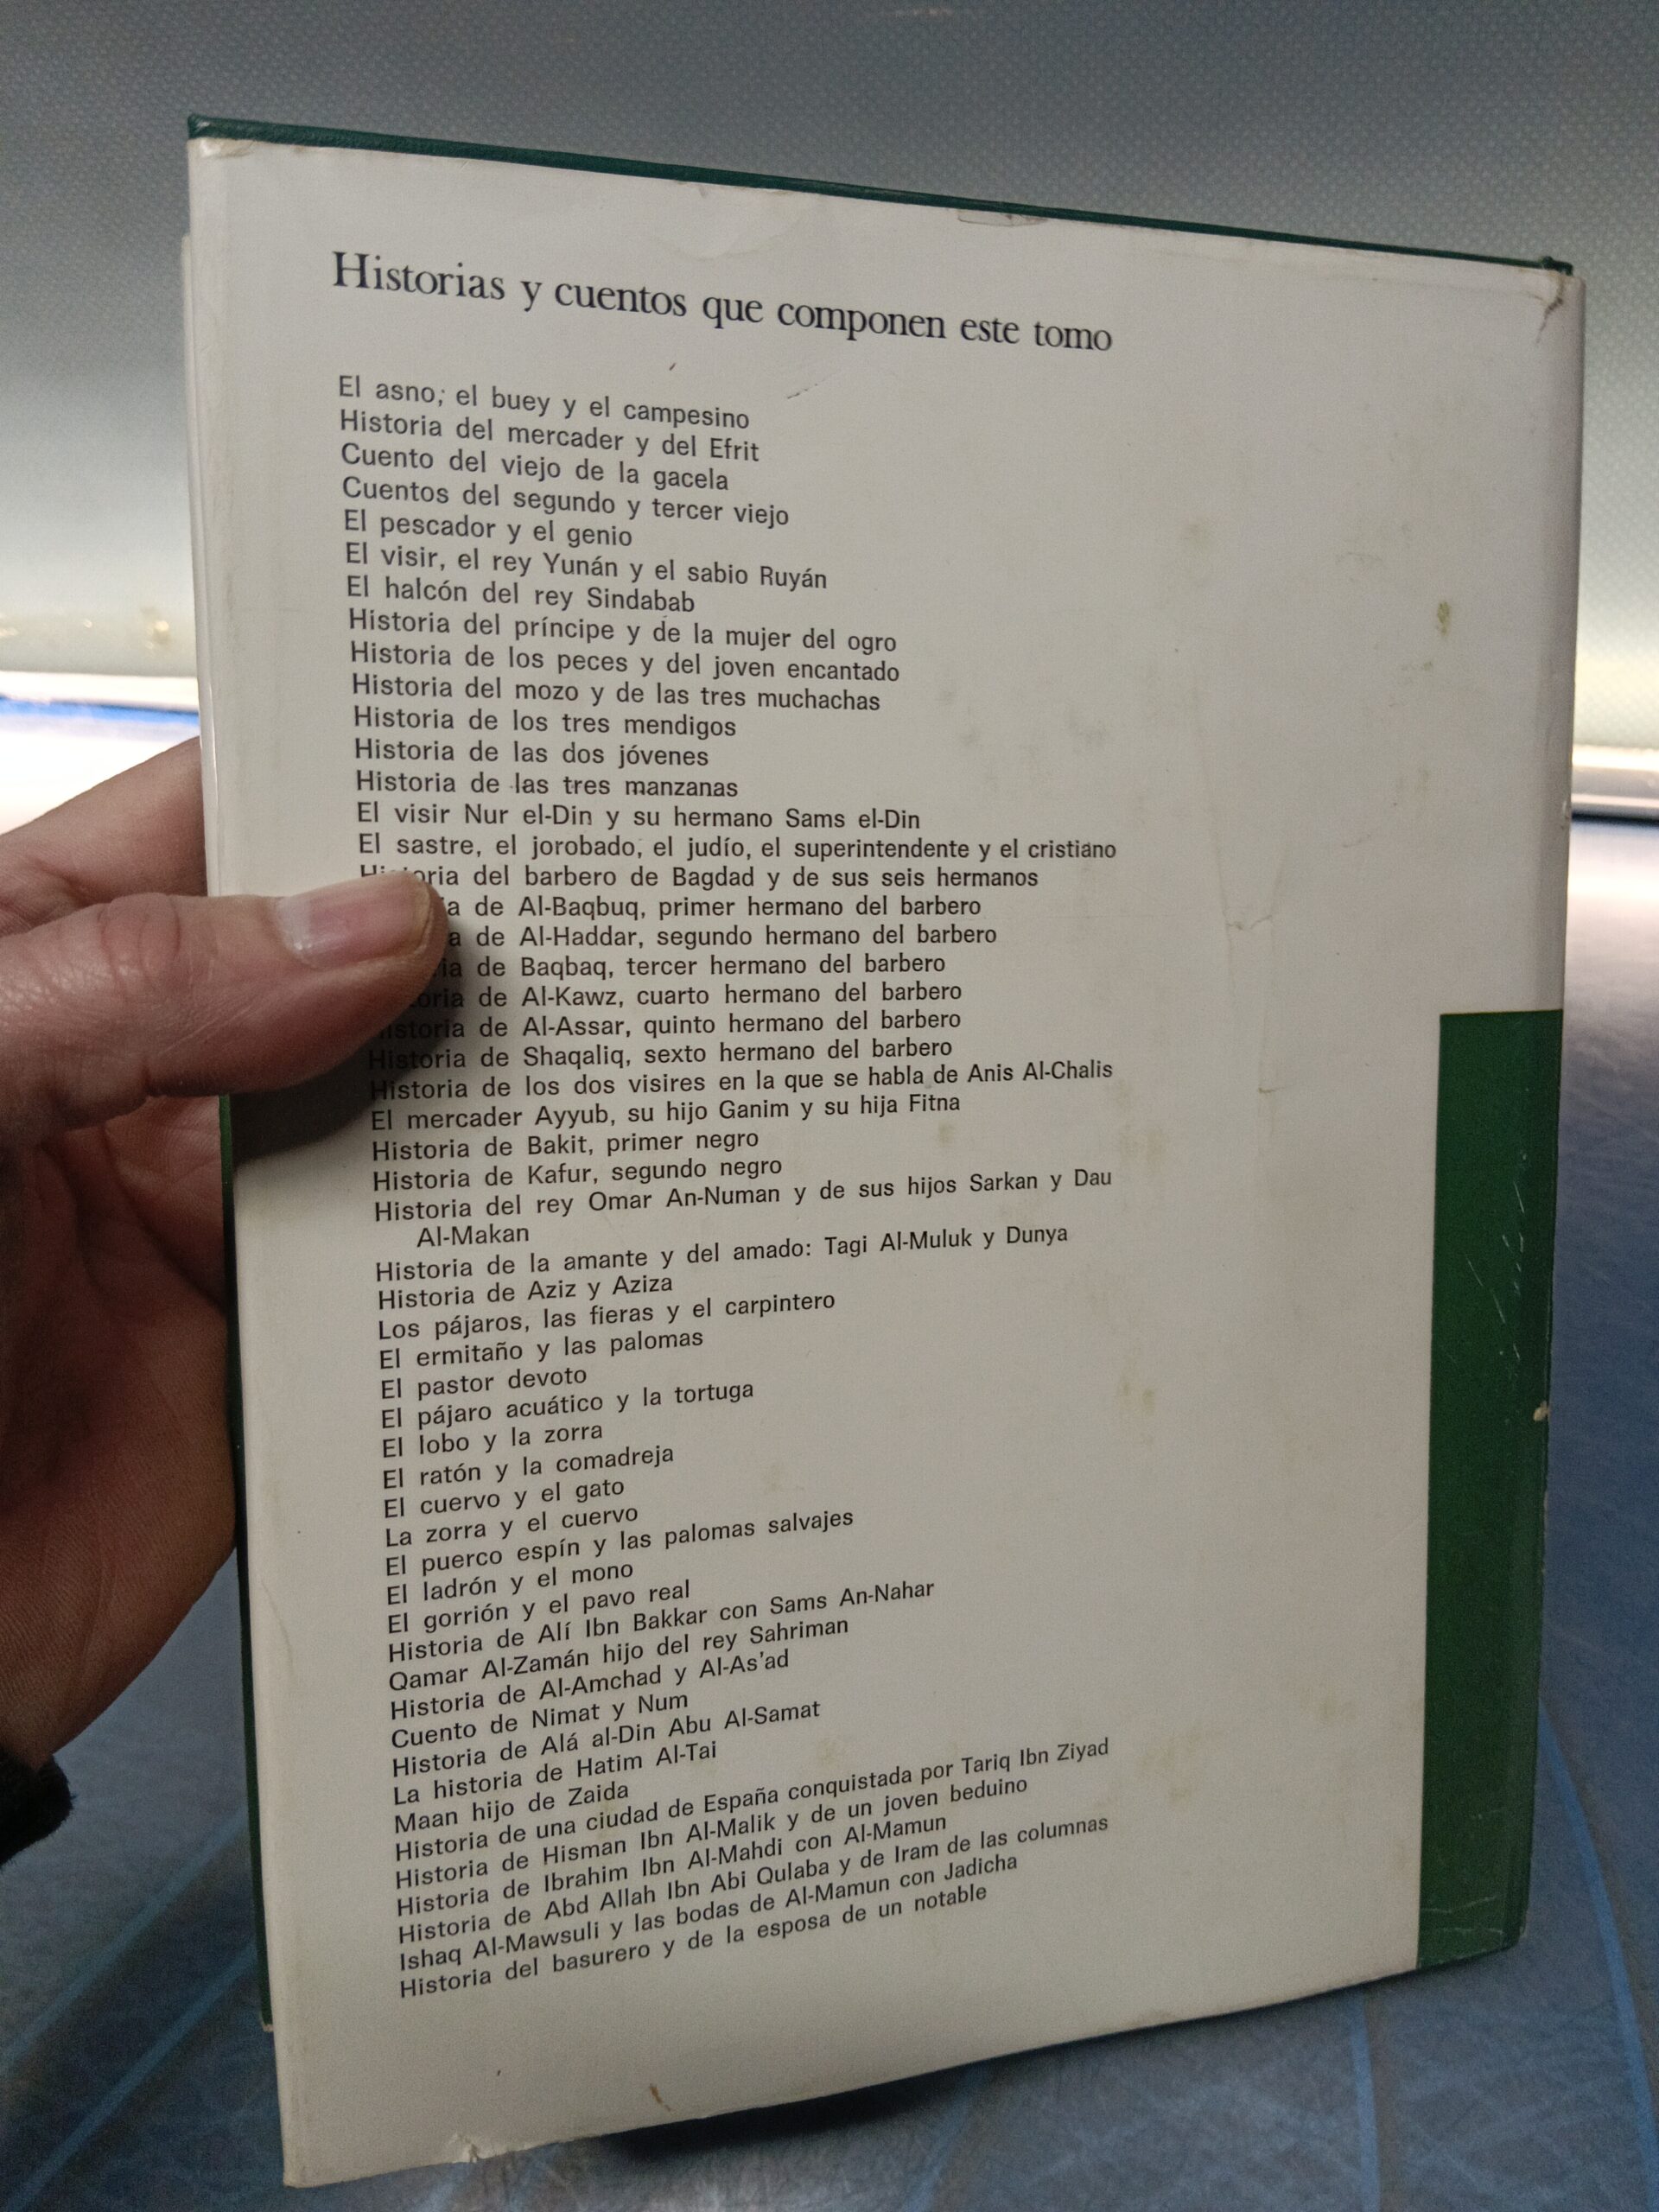 Historias y cuentos que componen este tomo
El asno; el buey y el campesino
Historia del mercader y del Efrit
Cuento del viejo de la gacela
Cuentos del segundo y tercer viejo
El pescador y el genio
El visir, el rey Yunán y el sabio Ruyán
El halcón del rey Sindabab
Historia del príncipe y de la mujer del ogro
Historia de los peces y del joven encantado
Historia del mozo y de las tres muchachas
Historia de los tres mendigos
Historia de las dos jóvenes
Historia de las tres manzanas
El visir Nur el-Din y su hermano Sams el-Din
El sastre, el jorobado, el judío, el superintendente y el cristiano
Historia del barbero de Bagdad y de sus seis hermanos
de Al-Baqbuq, primer hermano del barbero
de Al-Haddar, segundo hermano del barbero
de Baqbaq, tercer hermano del barbero
de Al-Kawz, cuarto hermano del barbero
Historia de Al-Assar, quinto hermano del barbero
Historia de Shaqaliq, sexto hermano del barbero
Historia de los dos visires en la que se habla de Anis Al-Chalis
El mercader Ayyub, su hijo Ganim y su hija Fitna
Historia de Bakit, primer negro
Historia de Kafur, segundo negro
Historia del rey Omar An-Numan y de sus hijos Sarkan y Dau
Al-Makan
Historia de la amante y del amado: Tagi Al-Muluk y Dunya
Historia de Aziz y Aziza
Los pájaros, las fieras y el carpintero
El ermitaño y las palomas
El pastor devoto
El pájaro acuático y la tortuga
El lobo y la zorra
El ratón y la comadreja
El cuervo y el gato
La zorra y el cuervo
El puerco espín y las palomas salvajes
El ladrón y el mono
El gorrión y el pavo real
Historia de Alí Ibn Bakkar con Sams An-Nahar
Qamar Al-Zamán hijo del rey Sahriman
Historia de Al-Amchad y Al-As'ad
Cuento de Nimat y Num
Historia de Alá al-Din Abu Al-Samat
La historia de Hatim Al-Tai
Maan hijo de Zaida
Historia de una ciudad de España conquistada por Tariq Ibn Ziyad
Historia de Hisman Ibn Al-Malik y de un joven beduino
Historia de Ibrahim Ibn Al-Mahdi con Al-Mamun
Historia de Abd Allah Ibn Abi Qulaba y de Iram de las columnas
Ishaq Al-Mawsuli y las bodas de Al-Mamun con Jadicha
Historia del basurero y de la esposa de un notable